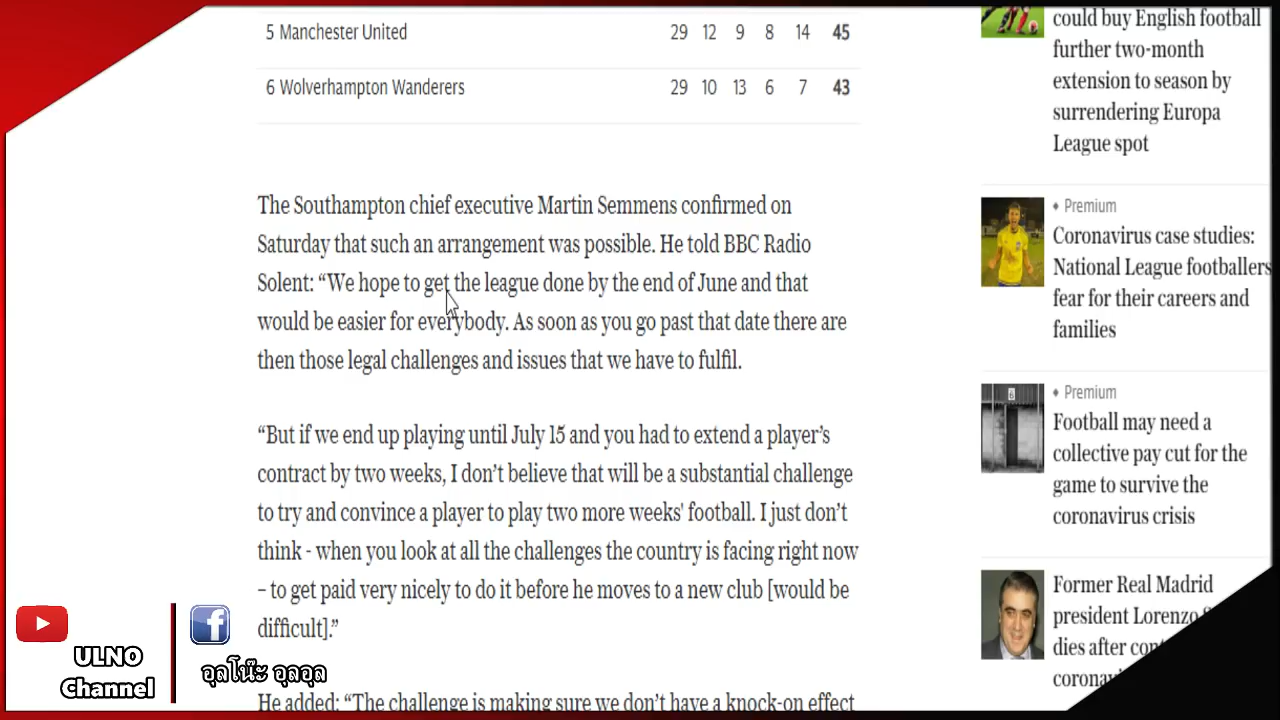 5 Manchester United 29 12 9 8 14 45
6 Wolverhampton Wanderers 29 10 13 6 7 43
The Southampton chief executive Martin Semmens confirmed on
Saturday that such an arrangement was possible. He told BBC Radio
Solent: “We hope to get the league done by the end of June and that
would be easier for everybody. As soon as you go past that date there are
then those legal challenges and issues that we have to fulfil.
“But if we end up playing until July 15 and you had to extend a player’s
contract by two weeks, I don’t believe that will be a substantial challenge
to try and convince a player to play two more weeks' football. I just don’t
think - when you look at all the challenges the country is facing right now
– to get paid very nicely to do it before he moves to a new club [would be
difficult].”
He added: “The challenge is making sure we don’t have a knock-on effect
could buy English football
further two-month
extension to season by
surrendering Europa
League spot
Premium
Coronavirus case studies:
National League footballers
fear for their careers and
families
Premium
Football may need a
collective pay cut for the
game to survive the
coronavirus crisis
Former Real Madrid
president Lorenzo
dies after
ULNO
Channel
อุลโน๊ะ อุลอุล